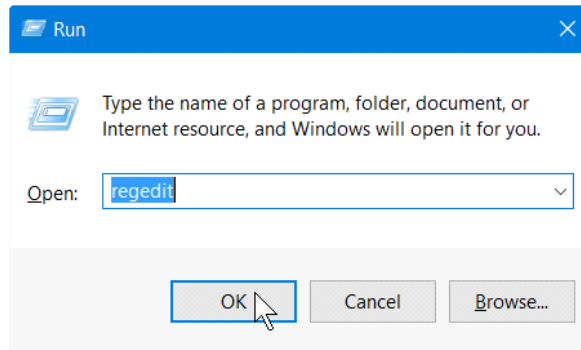 Run
Type the name of a program, folder, document, or
Internet resource, and Windows will open it for you.
Open: regedit
OK Cancel Browse...